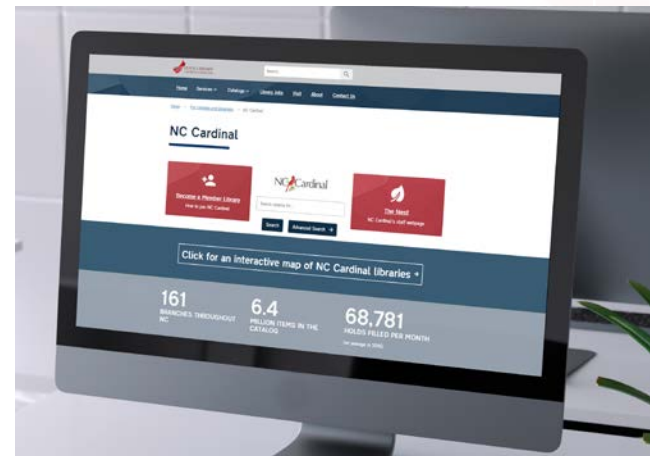 Search
Home Services Catalogs Library Jobs Visit About Contact Us
Home NC Cardinal
NC Cardinal
Become a Member Library
How to join NC Cardinal
NC Cardinal
Search
Advanced Search →
The Nest
NC Cardinal's staff webpage
Click for an interactive map of NC Cardinal libraries
161
BRANCHES THROUGHOUT
NC
6.4
MILLION ITEMS IN THE
CATALOG
68,781
HOLDS FILLED PER MONTH